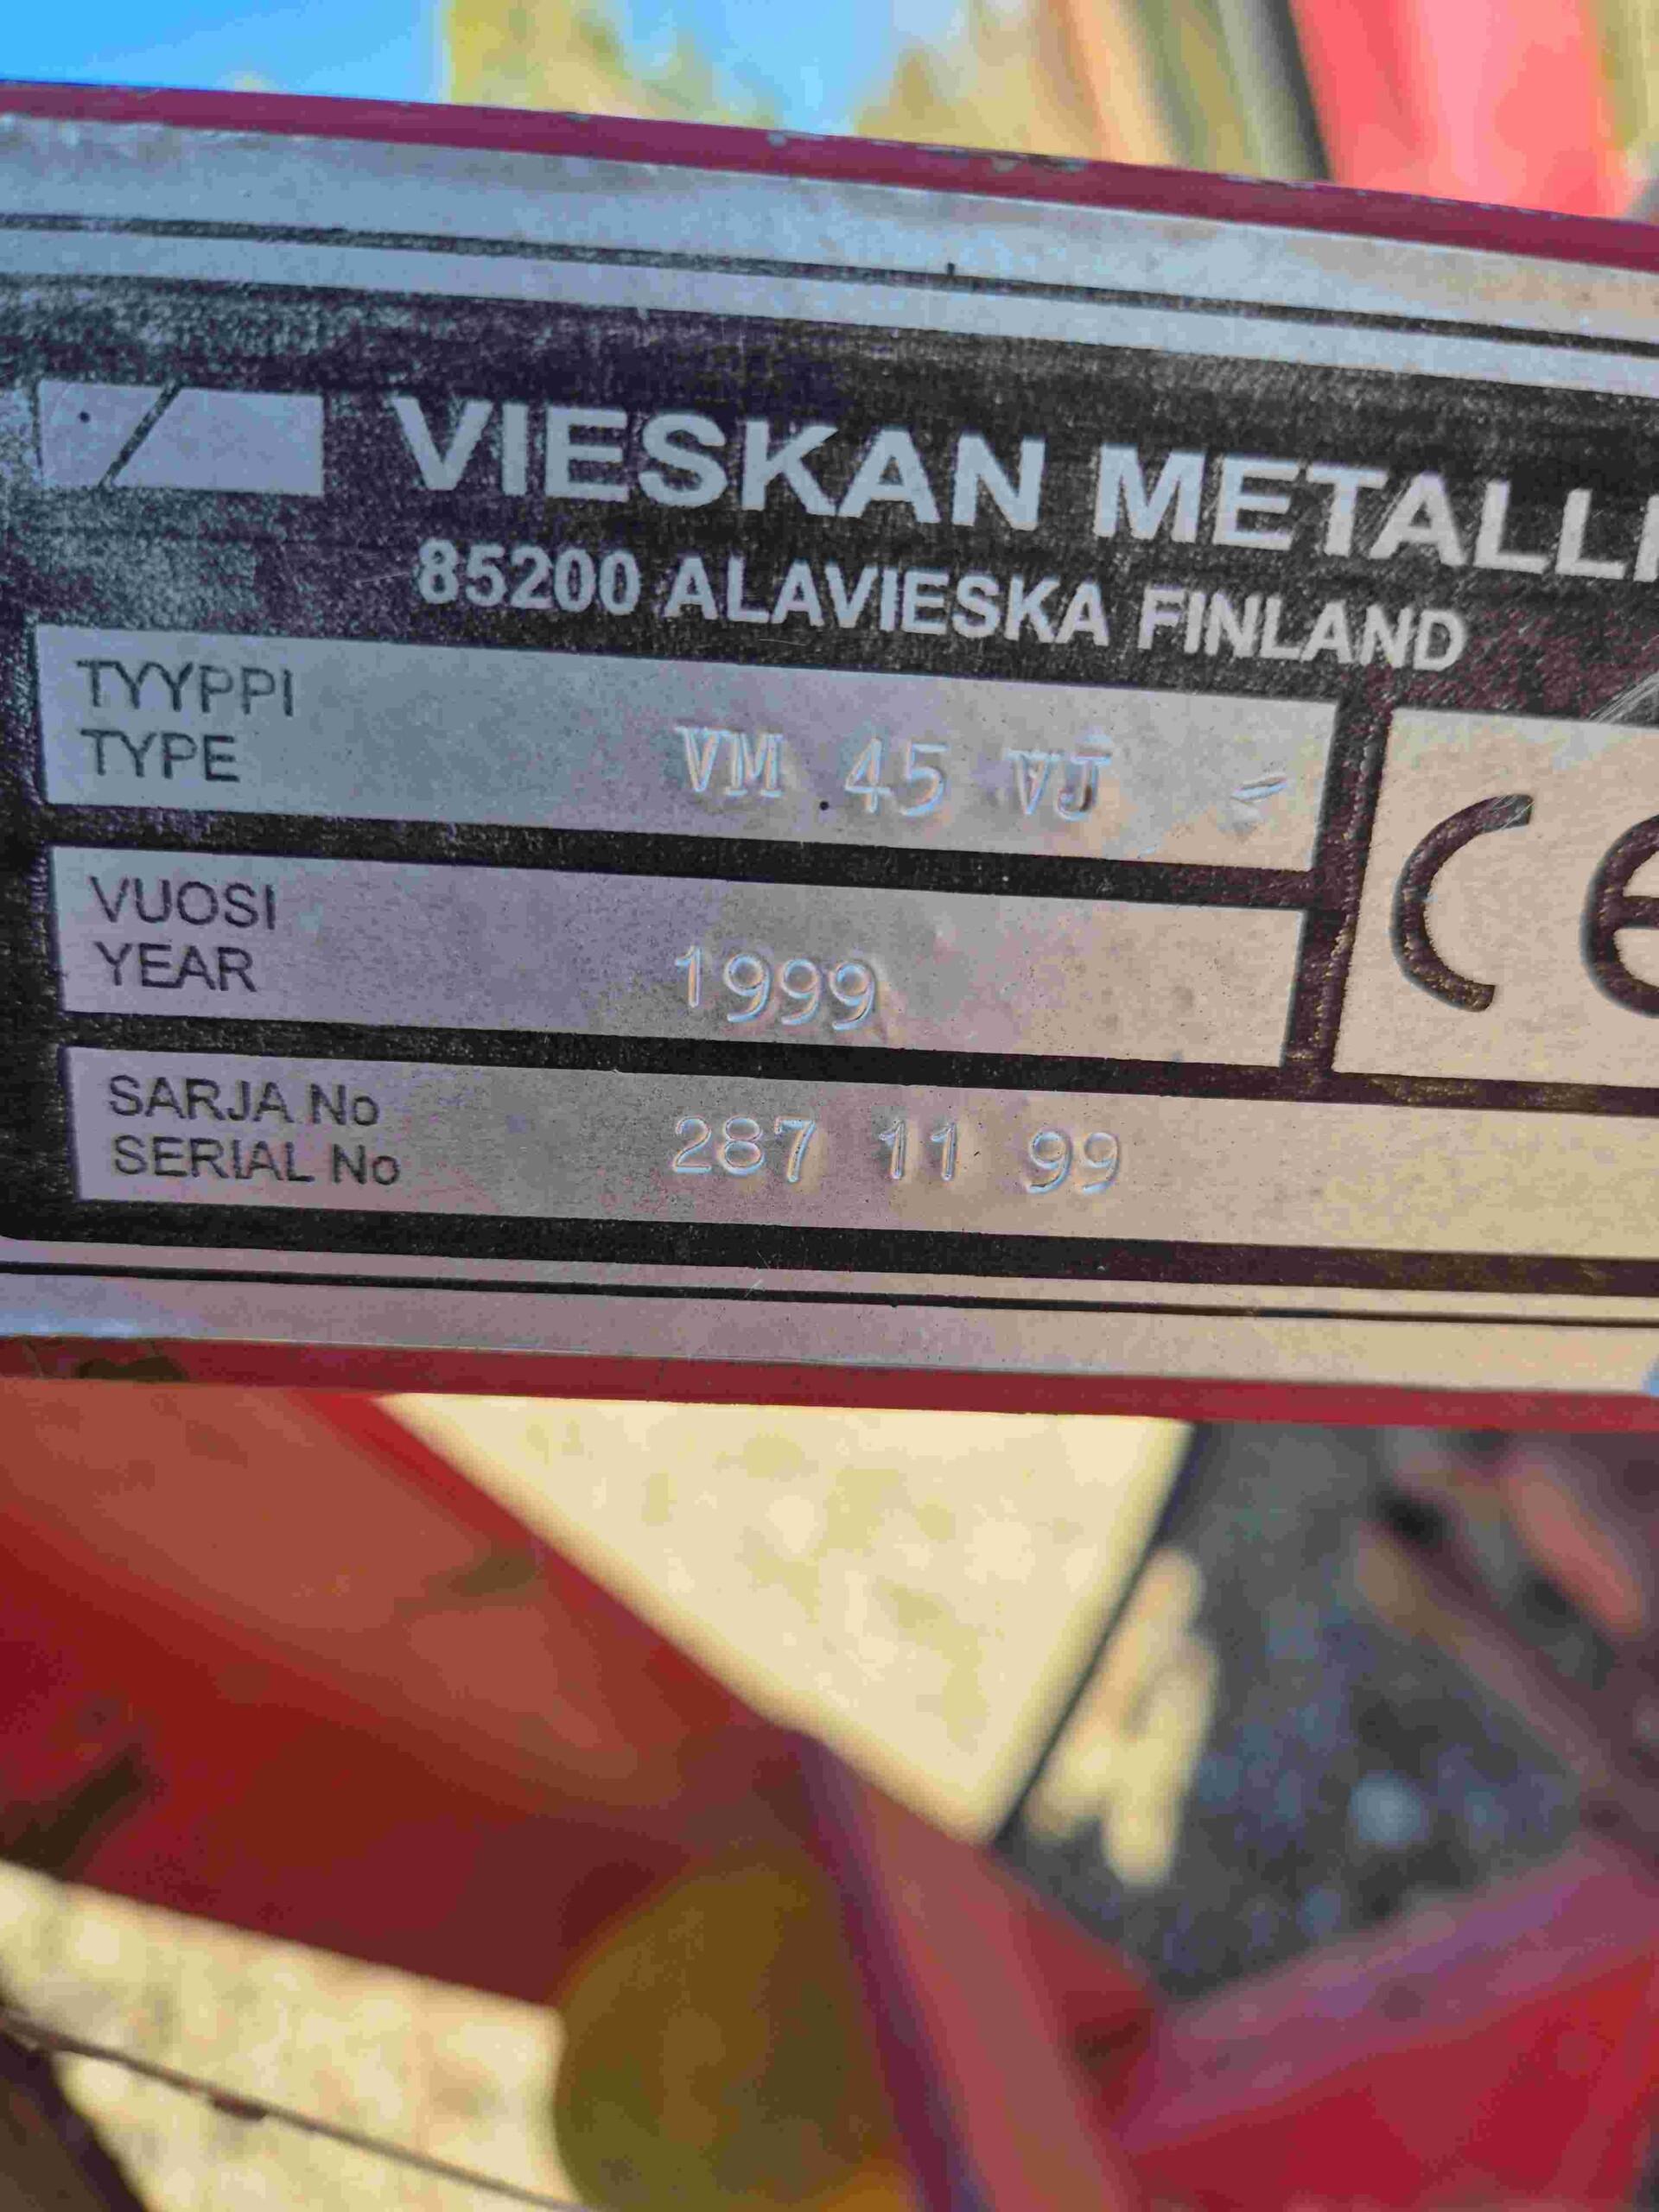 VIESKAN METALLI
85200 ALAVIESKA FINLAND
TYYPPI
TYPE
VM 45 VJ
VUOSI
YEAR
1999
SARJA No
SERIAL No
287 11 99
CE